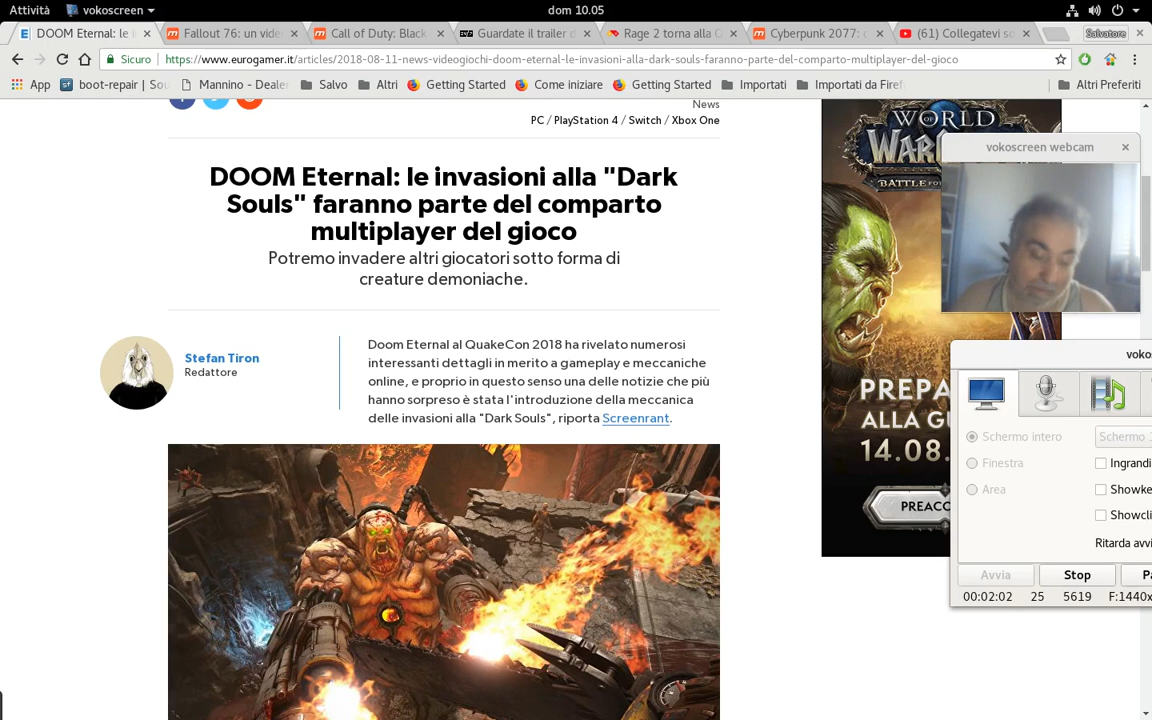 Attività
vokoscreen
dom 10.05
DOOM Eternal: le i
Fallout 76: un vide
Call of Duty: Black
Guardate il trailer d
Rage 2 torna alla Q
Cyberpunk 2077: c
(61) Collegatevi so
Salvatore
Sicuro
https://www.eurogamer.it/articles/2018-08-11-news-videogiochi-doom-eternal-le-invasioni-alla-dark-souls-faranno-parte-del-comparto-multiplayer-del-gioco
App
boot-repair | Sou
Mannino - Dealer
Salvo
Altri
Getting Started
Come iniziare
Getting Started
Importati
Importati da Firef
Altri Preferiti
News
PC / PlayStation 4 / Switch / Xbox One
DOOM Eternal: le invasioni alla "Dark
Souls" faranno parte del comparto
multiplayer del gioco
Potremo invadere altri giocatori sotto forma di
creature demoniache.
Stefan Tiron
Redattore
Doom Eternal al QuakeCon 2018 ha rivelato numerosi
interessanti dettagli in merito a gameplay e meccaniche
online, e proprio in questo senso una delle notizie che più
hanno sorpreso è stata l'introduzione della meccanica
delle invasioni alla "Dark Souls", riporta Screenrant.
WORLD
WAR
BATTLE FO
PREPA
ALLA GU
14.08.
PREACC
vokoscreen webcam
voko
Schermo intero
Schermo 1
Finestra
Ingrandi
Area
Showke
Showcli
Ritarda avvi
Avvia
Stop
Pa
00:02:02
25
5619
F:1440x